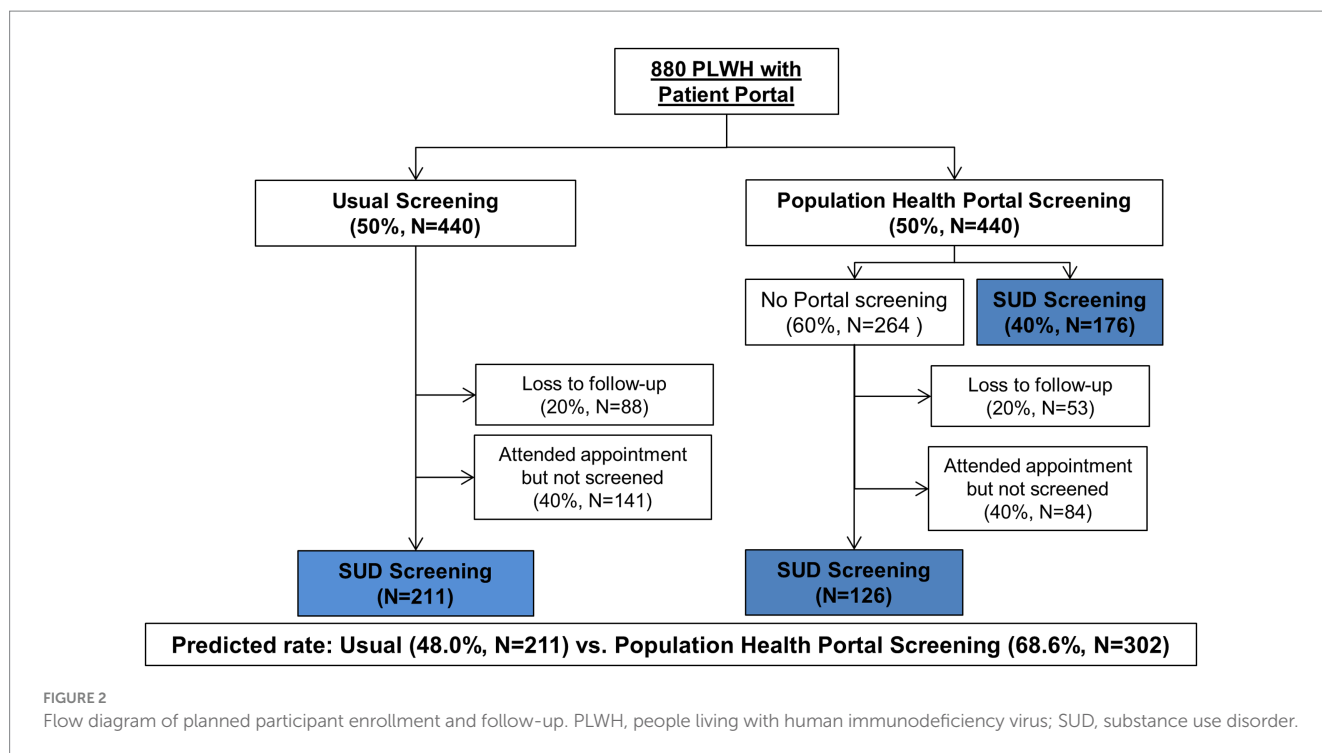 880 PLWH with
Patient Portal
Usual Screening
(50%, N=440)
Population Health Portal Screening
(50%, N=440)
No Portal screening
(60%, N=264 )
SUD Screening
(40%, N=176)
Loss to follow-up
(20%, N=88)
Loss to follow-up
(20%, N=53)
Attended appointment
but not screened
(40%, N=141)
Attended appointment
but not screened
(40%, N=84)
SUD Screening
(N=211)
SUD Screening
(N=126)
Predicted rate: Usual (48.0%, N=211) vs. Population Health Portal Screening (68.6%, N=302)
FIGURE 2
Flow diagram of planned participant enrollment and follow-up. PLWH, people living with human immunodeficiency virus; SUD, substance use disorder.